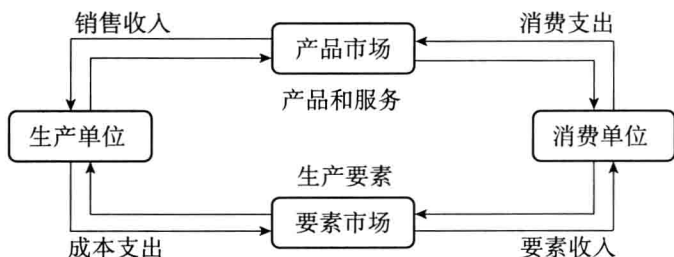 销售收入
产品市场
消费支出
产品和服务
生产单位
消费单位
生产要素
要素市场
成本支出
要素收入